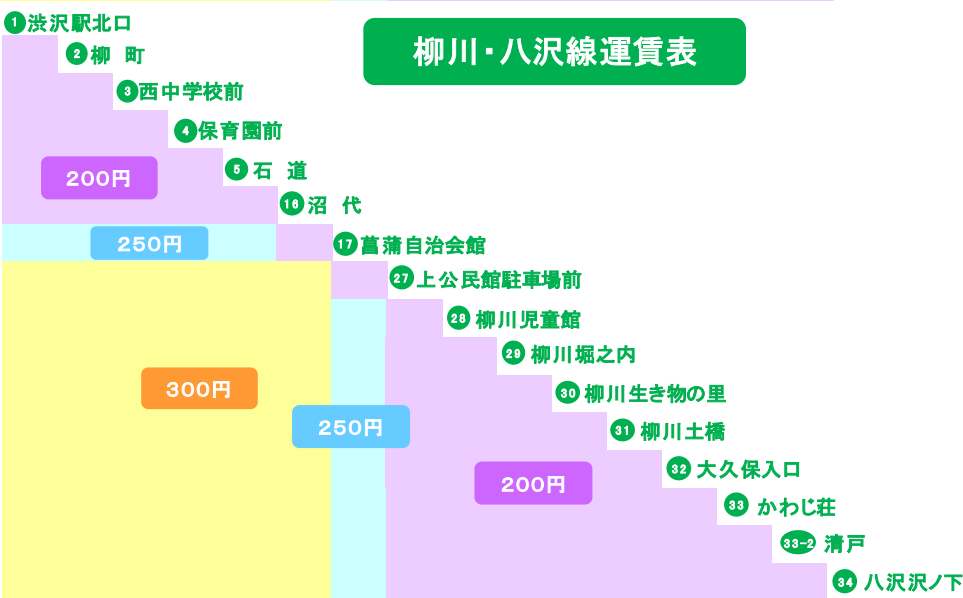 柳川・八沢線運賃表
1 渋沢駅北口
2 柳 町
3 西中学校前
4 保育園前
5 石 道
200円
16 沼 代
250円
17 菖蒲自治会館
27 上公民館駐車場前
28 柳川児童館
29 柳川堀之内
300円
30 柳川生き物の里
250円
31 柳川土橋
32 大久保入口
200円
33 かわじ荘
33-2 清戸
34 八沢沢ノ下